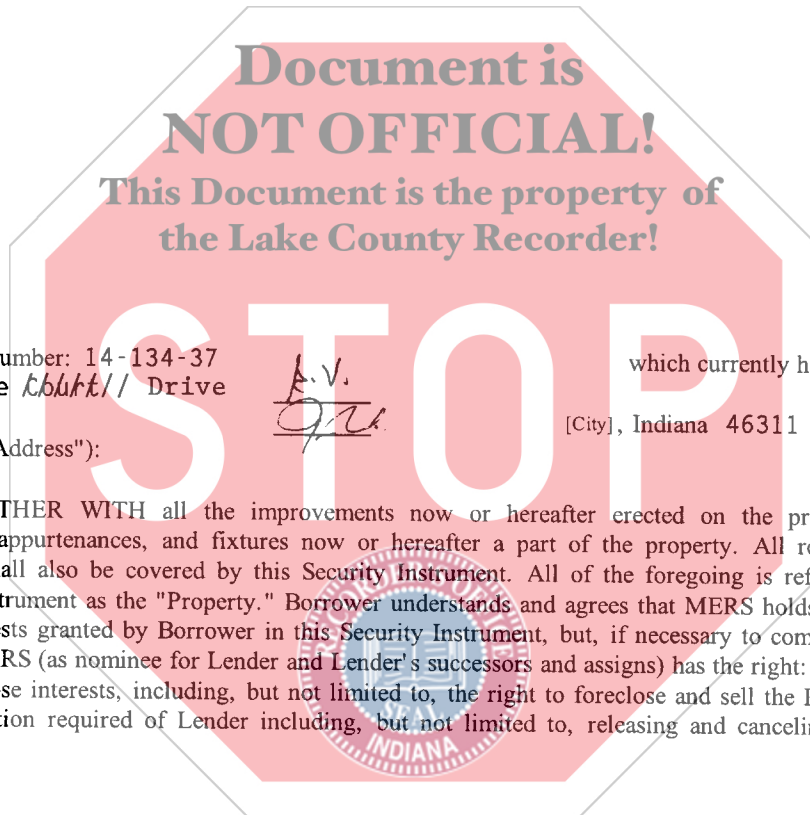 Document is
NOT OFFICIAL!
This Document is the property of
the Lake County Recorder!
STOP
umber: 14-134-37
which currently h
e Court// Drive
[City], Indiana 46311
Address"):
THER WITH all the improvements now or hereafter erected on the pr
appurtenances, and fixtures now or hereafter a part of the property. All r
all also be covered by this Security Instrument. All of the foregoing is ref
trument as the "Property." Borrower understands and agrees that MERS holds
sts granted by Borrower in this Security Instrument, but, if necessary to com
RS (as nominee for Lender and Lender's successors and assigns) has the right:
se interests, including, but not limited to, the right to foreclose and sell the
tion required of Lender including, but not limited to, releasing and cancelin
SEAL
INDIANA